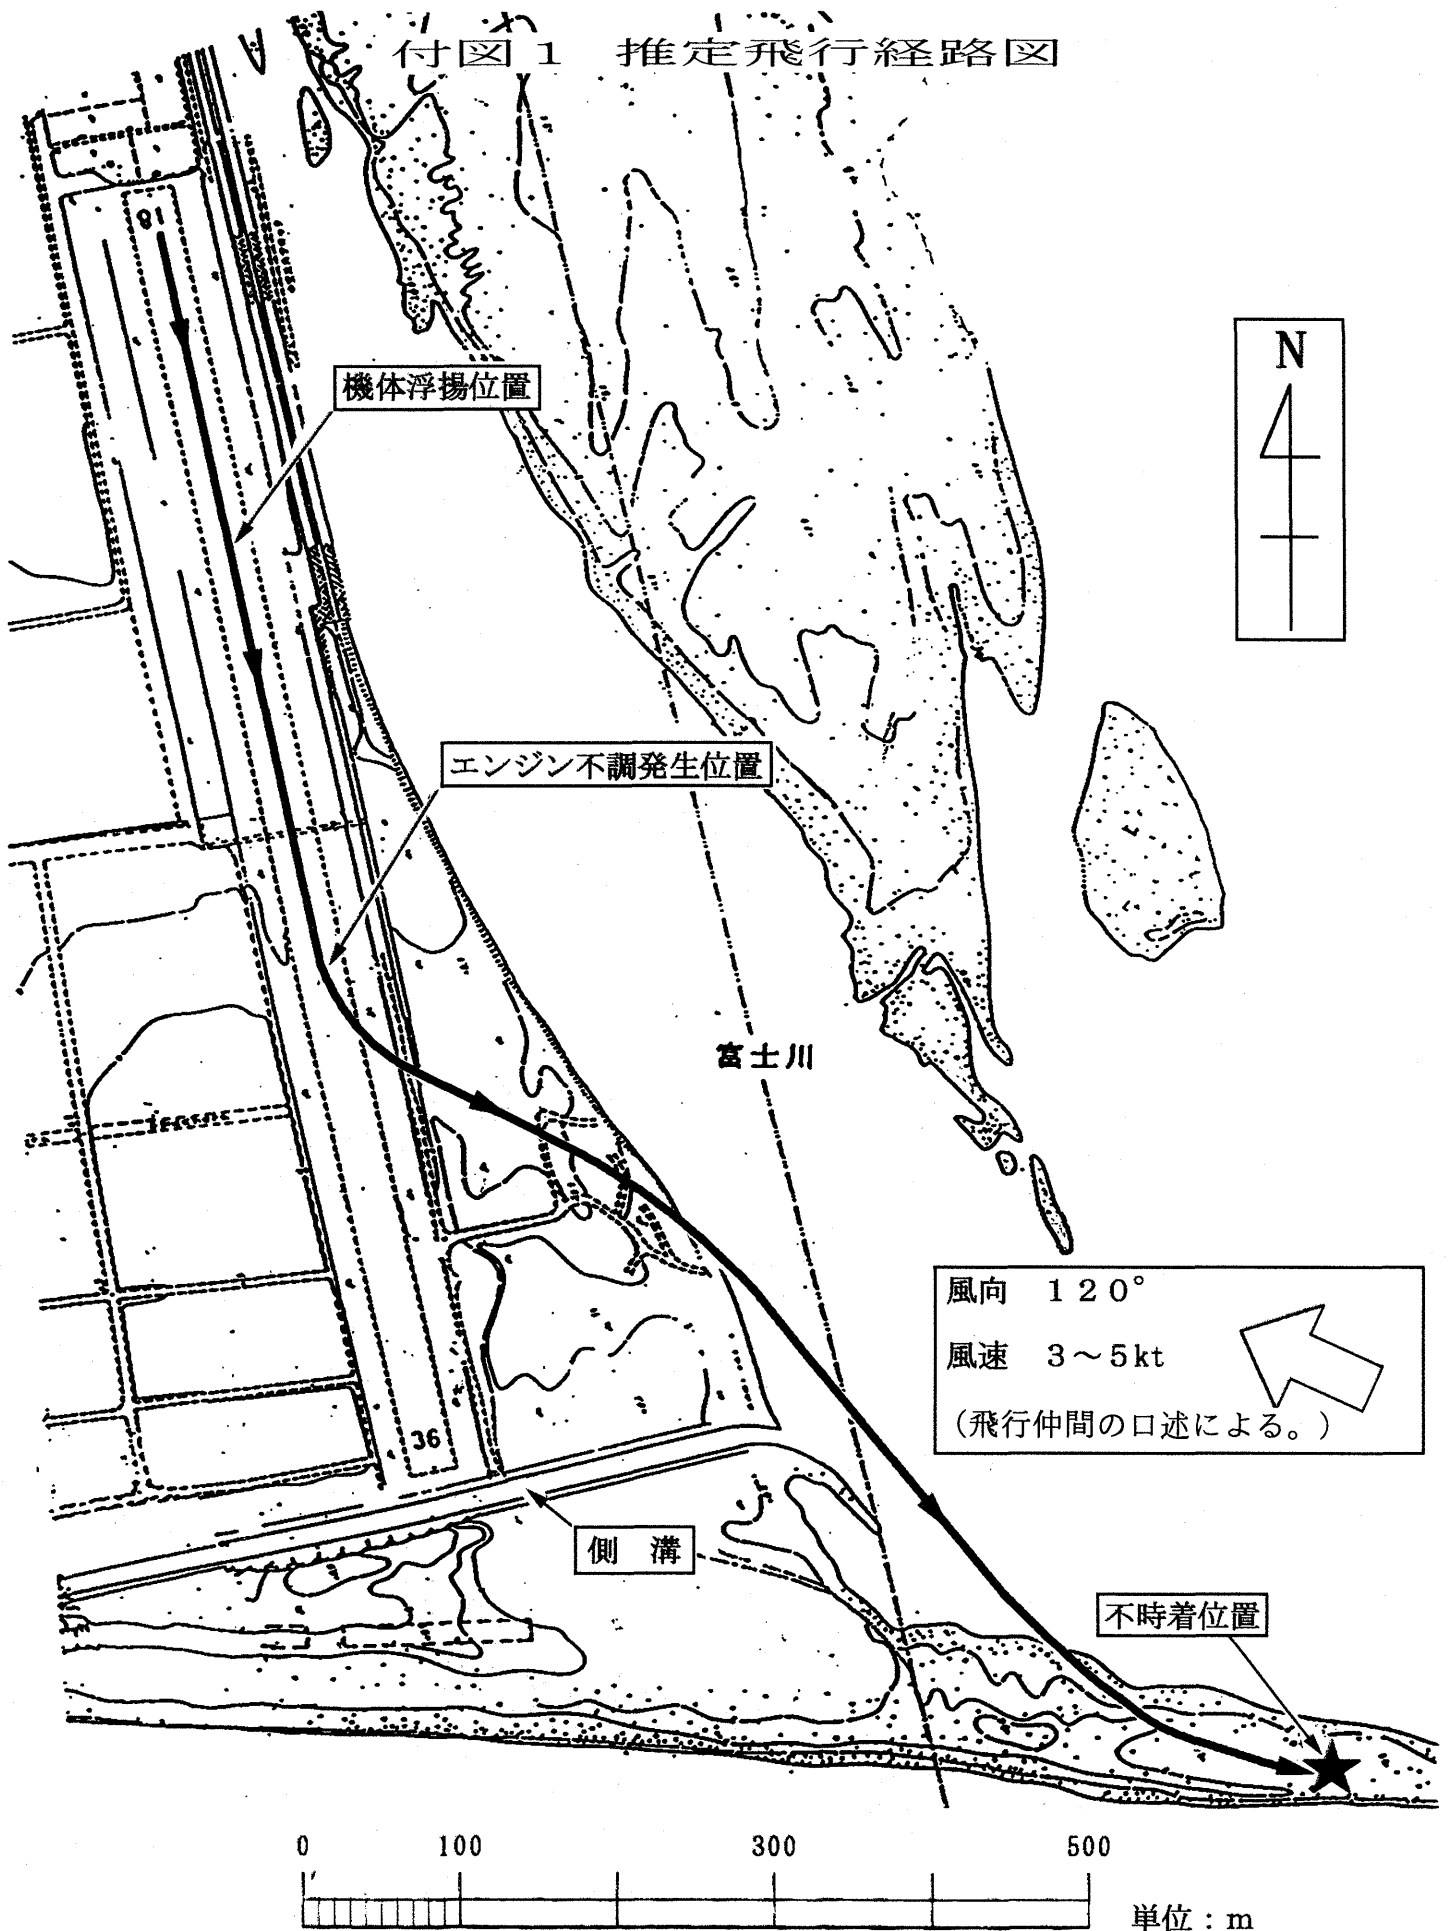 付図1 推定飛行経路図
18
N
機体浮揚位置
エンジン不調発生位置
富士川
風向 120°
風速 3～5kt
(飛行仲間の口述による。)
36
側 溝
不時着位置
0 100 300 500
単位：m